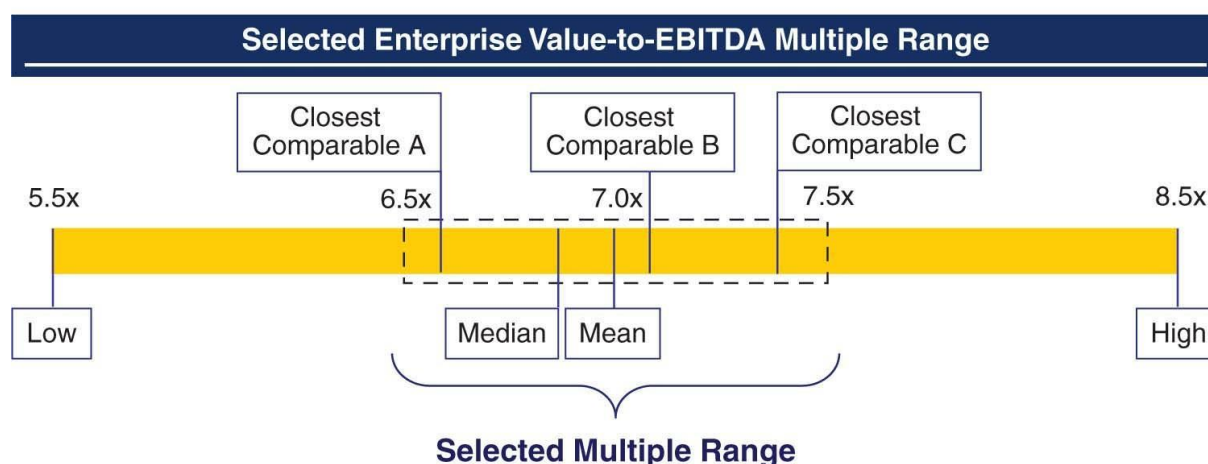 Selected Enterprise Value-to-EBITDA Multiple Range
Closest
Comparable A
Closest
Comparable B
Closest
Comparable C
5.5x
6.5x
7.0x
7.5x
8.5x
Low
Median
Mean
High
Selected Multiple Range